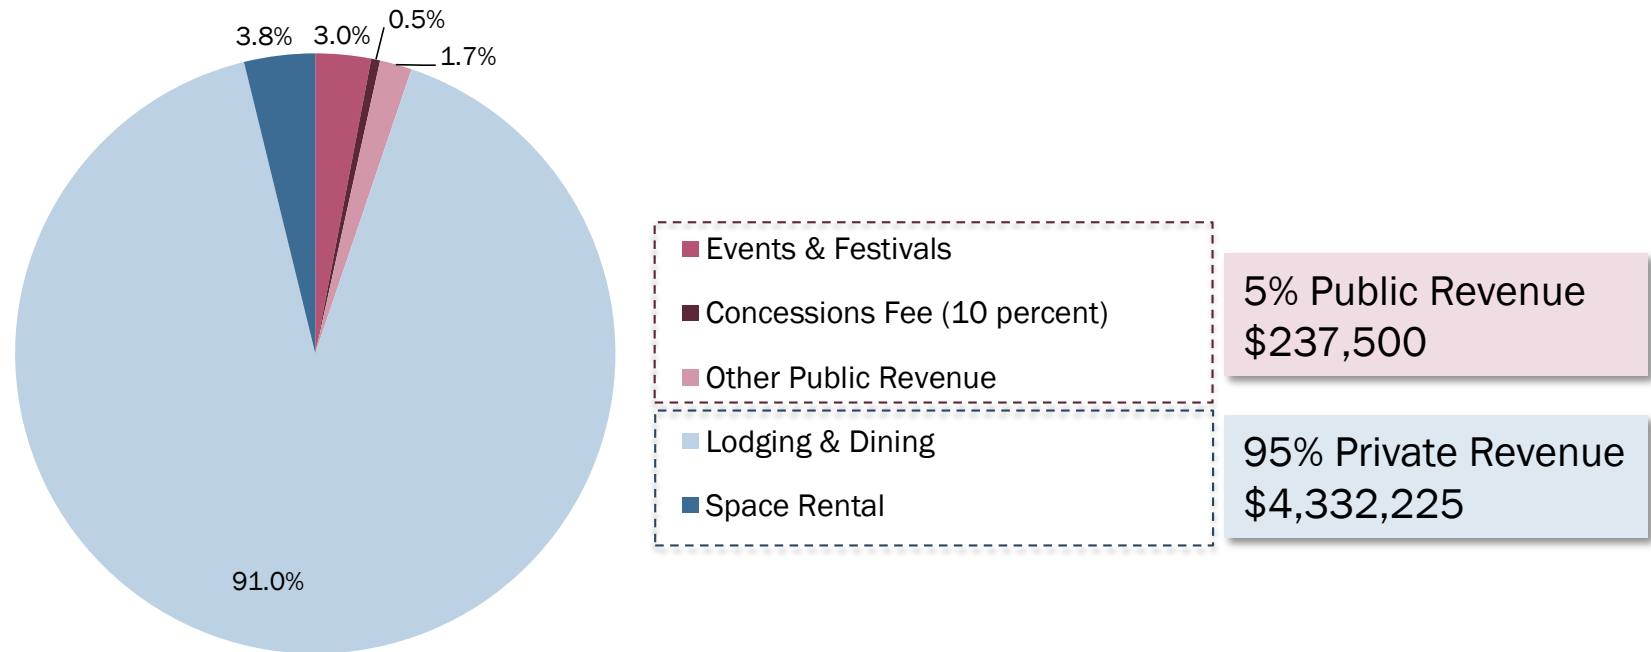 3.8%
3.0%
0.5%
1.7%
91.0%
Events & Festivals
Concessions Fee (10 percent)
Other Public Revenue
Lodging & Dining
Space Rental
5% Public Revenue
$237,500
95% Private Revenue
$4,332,225